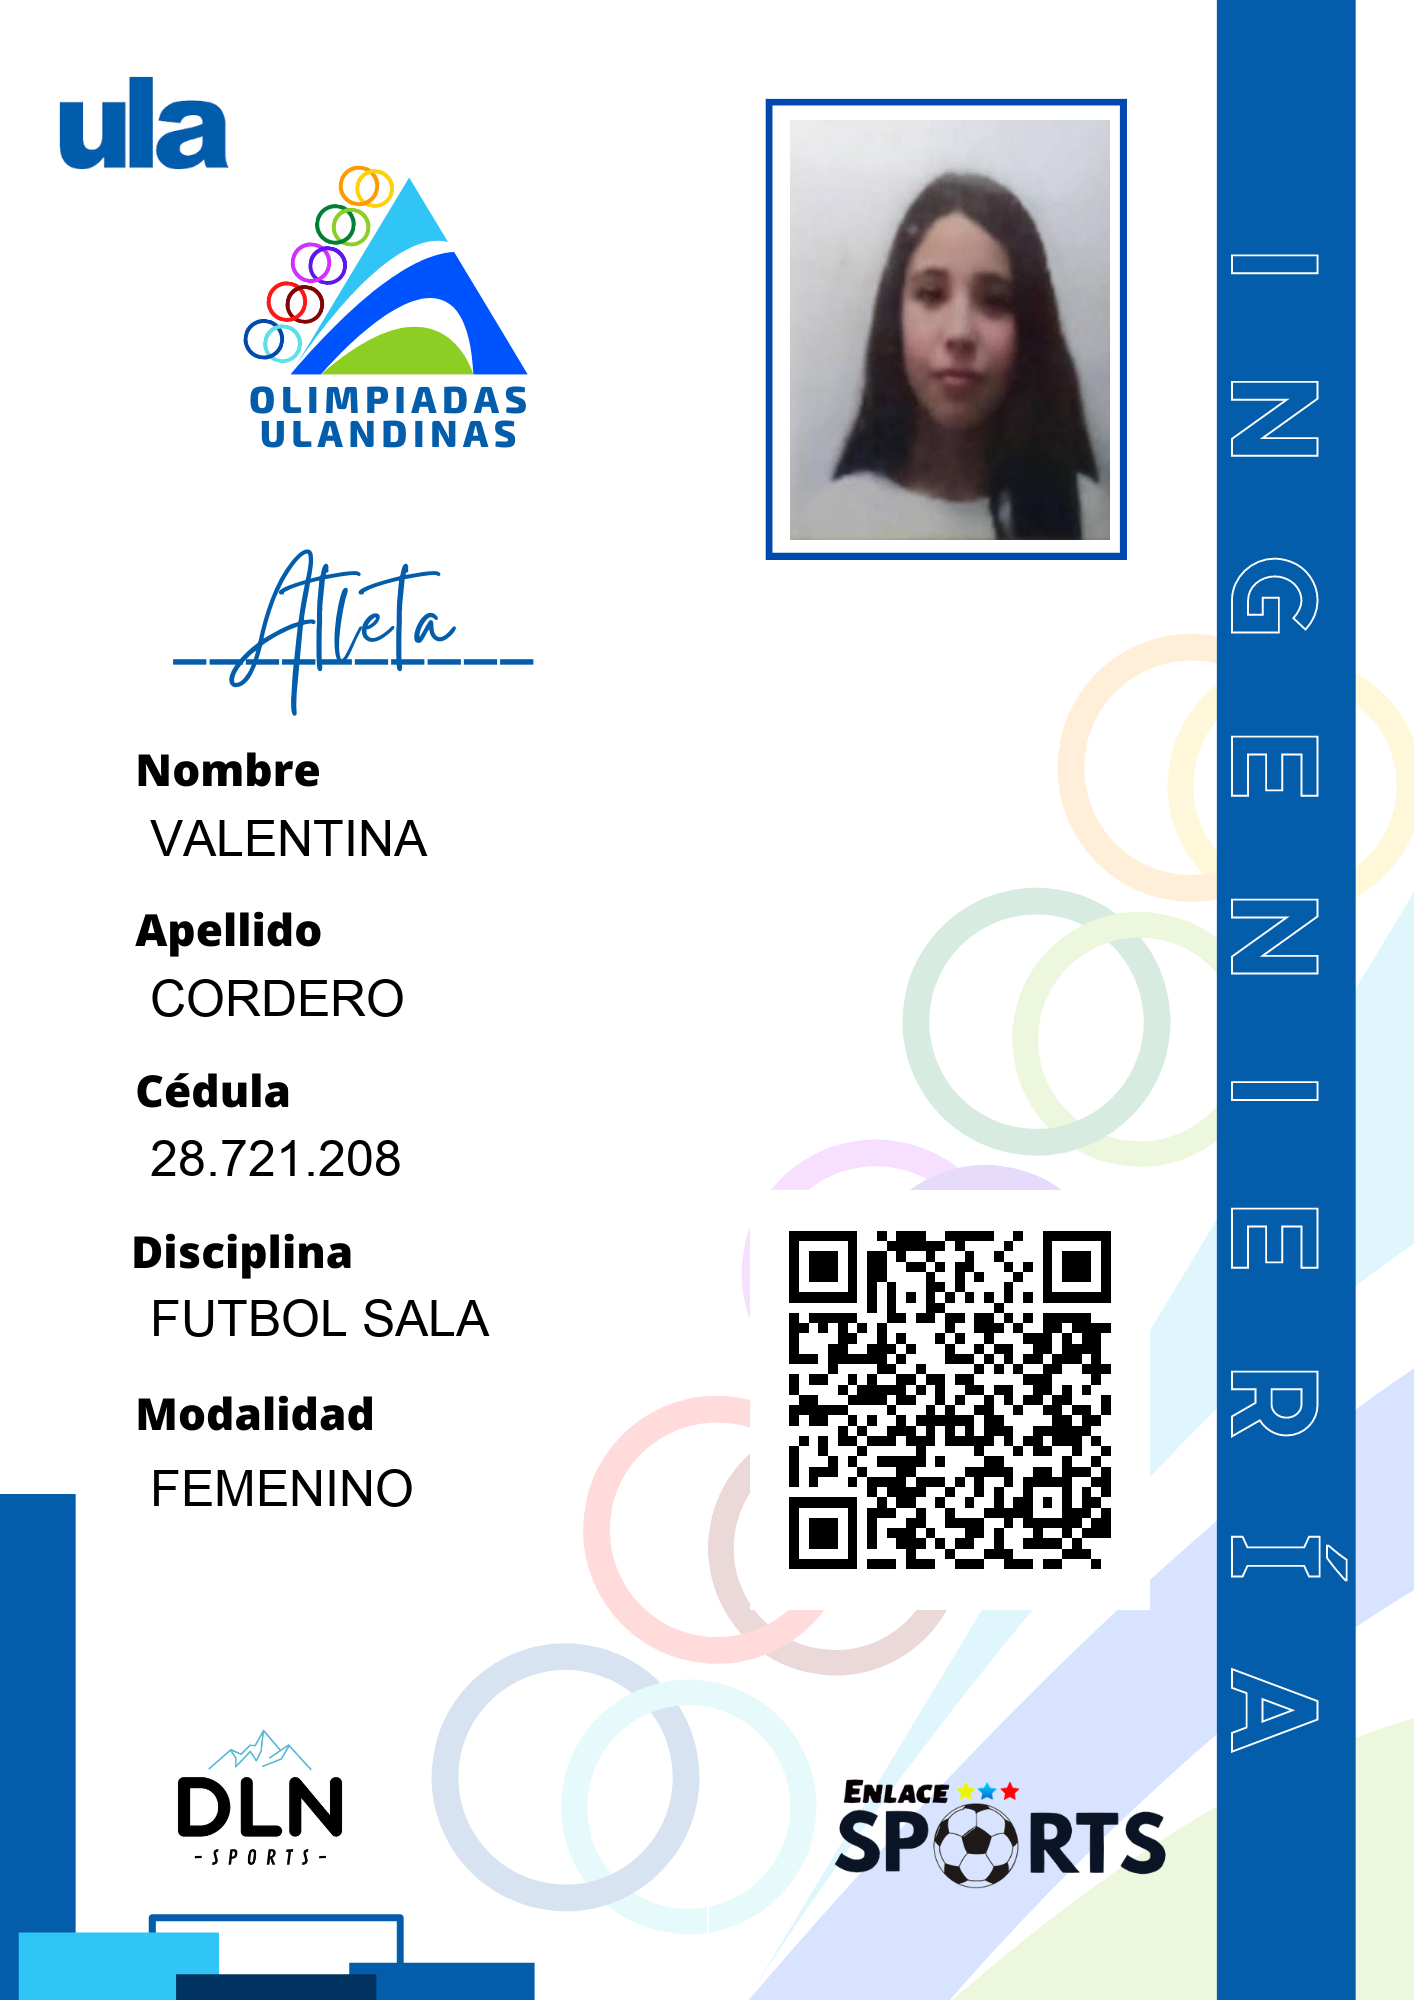 ula
OLIMPIADAS
ULANDINAS
Atleta
Nombre
VALENTINA
Apellido
CORDERO
Cédula
28.721.208
Disciplina
FUTBOL SALA
Modalidad
FEMENINO
DLN
-SPORTS-
ENLACE
SPORTS
INGENIERÍA